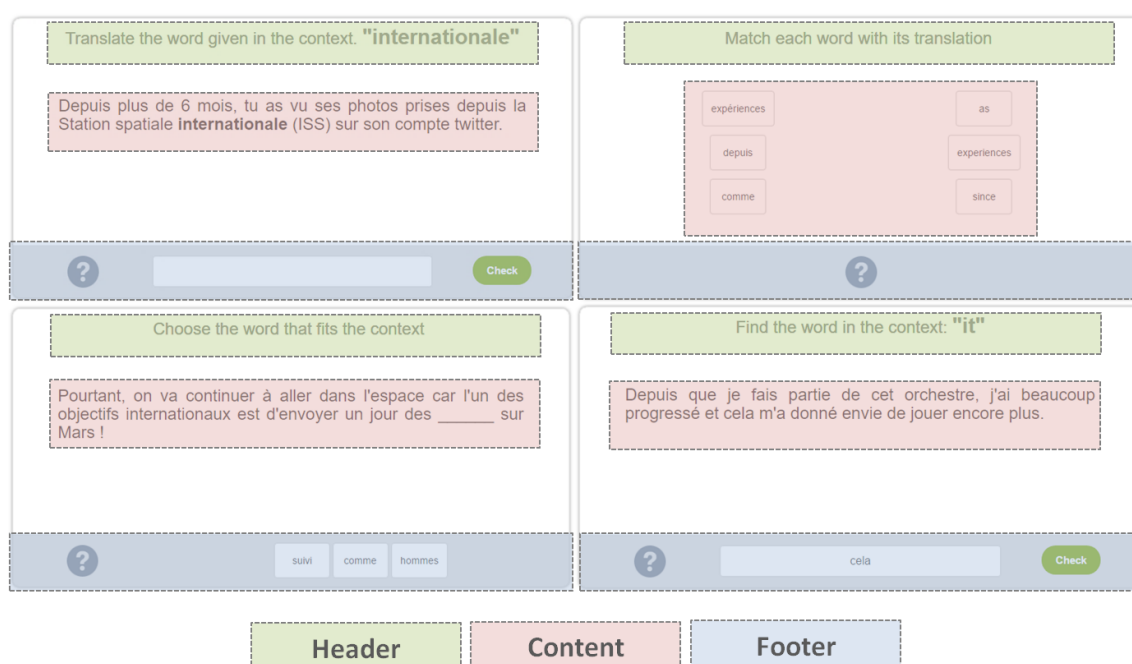 Translate the word given in the context. "internationale"
Depuis plus de 6 mois, tu as vu ses photos prises depuis la
Station spatiale internationale (ISS) sur son compte twitter.
?
Check
Match each word with its translation
expériences
as
depuis
experiences
comme
since
?
Choose the word that fits the context
Pourtant, on va continuer à aller dans l'espace car l'un des
objectifs internationaux est d'envoyer un jour des ______ sur
Mars !
?
suivi
comme
hommes
Find the word in the context: "it"
Depuis que je fais partie de cet orchestre, j'ai beaucoup
progressé et cela m'a donné envie de jouer encore plus.
?
cela
Check
Header
Content
Footer